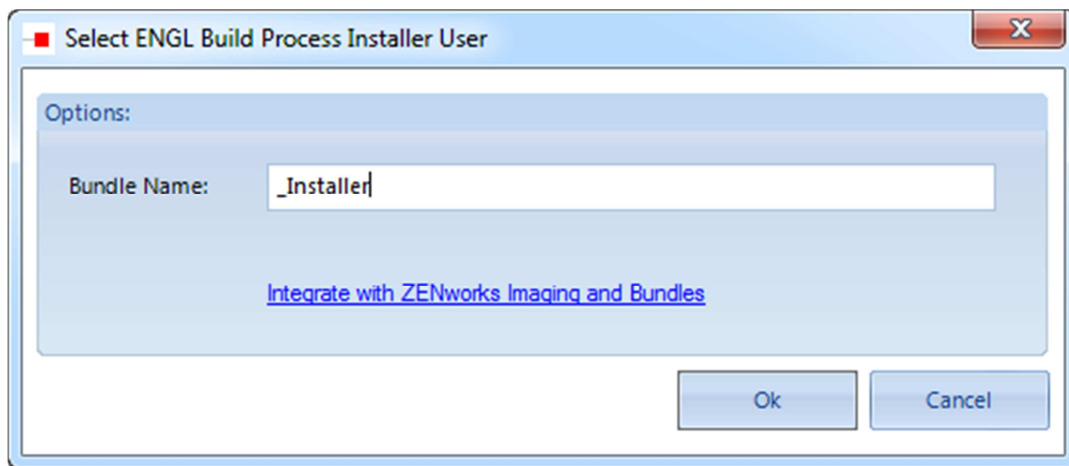 Select ENGL Build Process Installer User
Options:
Bundle Name: _Installer
Integrate with ZENworks Imaging and Bundles
Ok Cancel